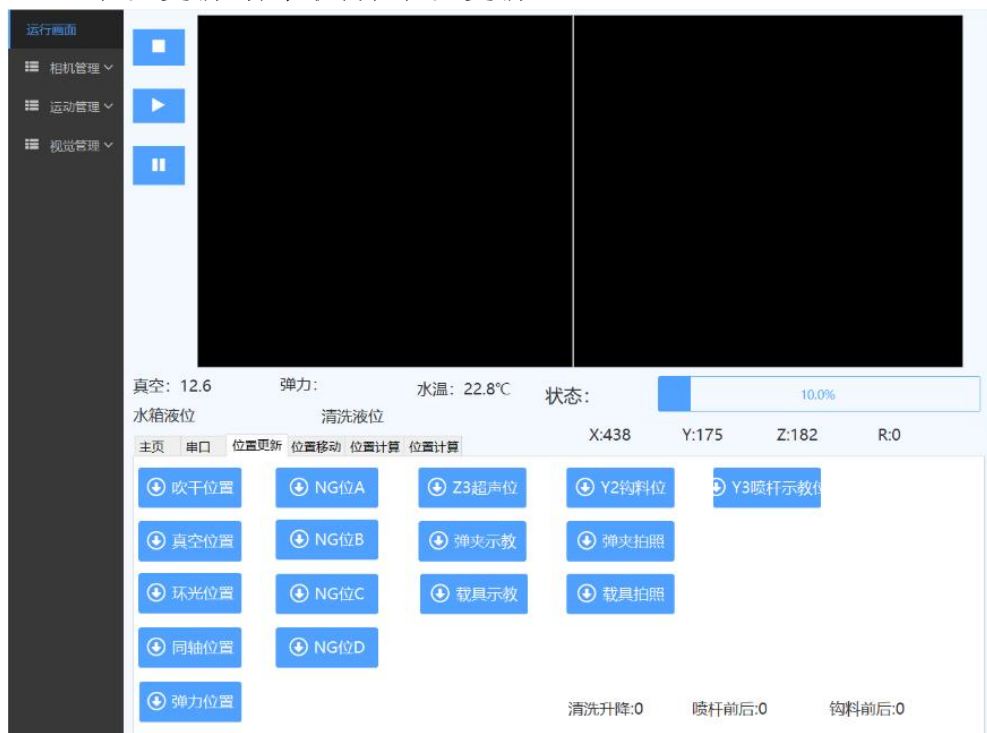 运行画面
相机管理
运动管理
视觉管理
真空：12.6 弹力： 水温：22.8℃ 状态： 10.0%
水箱液位 清洗液位
X:438 Y:175 Z:182 R:0
主页 串口 位置更新 位置移动 位置计算 位置计算
吹干位置 NG位A Z3超声位 Y2钩料位 Y3喷杆示教位
真空位置 NG位B 弹夹示教 弹夹拍照
环光位置 NG位C 载具示教 载具拍照
同轴位置 NG位D
弹力位置
清洗升降:0 喷杆前后:0 钩料前后:0